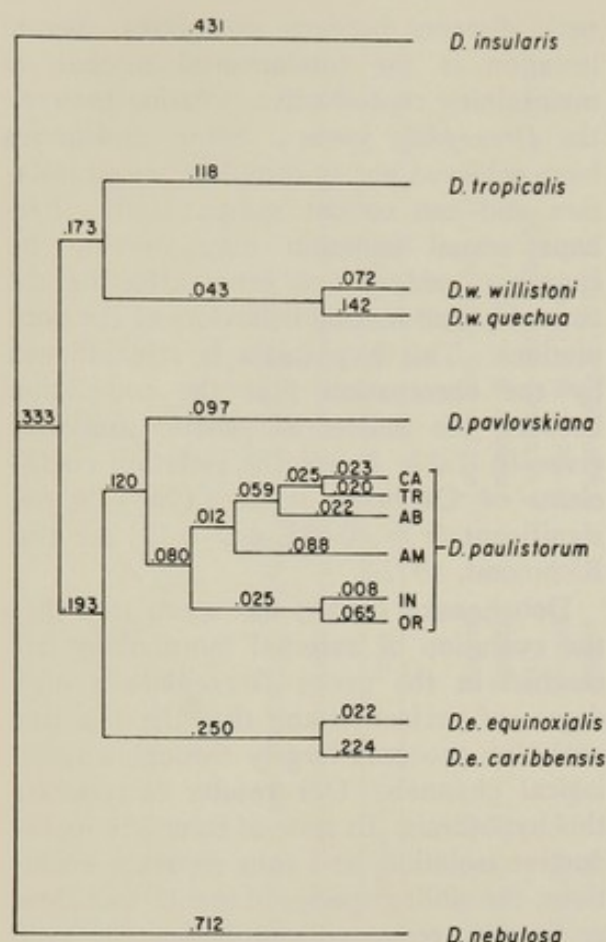 .431 D. insularis
.118 D. tropicalis
.173
.072 D.w. willistoni
.043
.142 D.w. quechua
.333
.097 D. pavlovskiana
.120
.025 .023 CA
.020 TR
.059
.022 AB
.012
.088 AM D. paulistorum
.080
.008 IN
.025
.193
.065 OR
.022 D.e. equinoxialis
.250
.224 D.e. caribbensis
.712 D. nebulosa